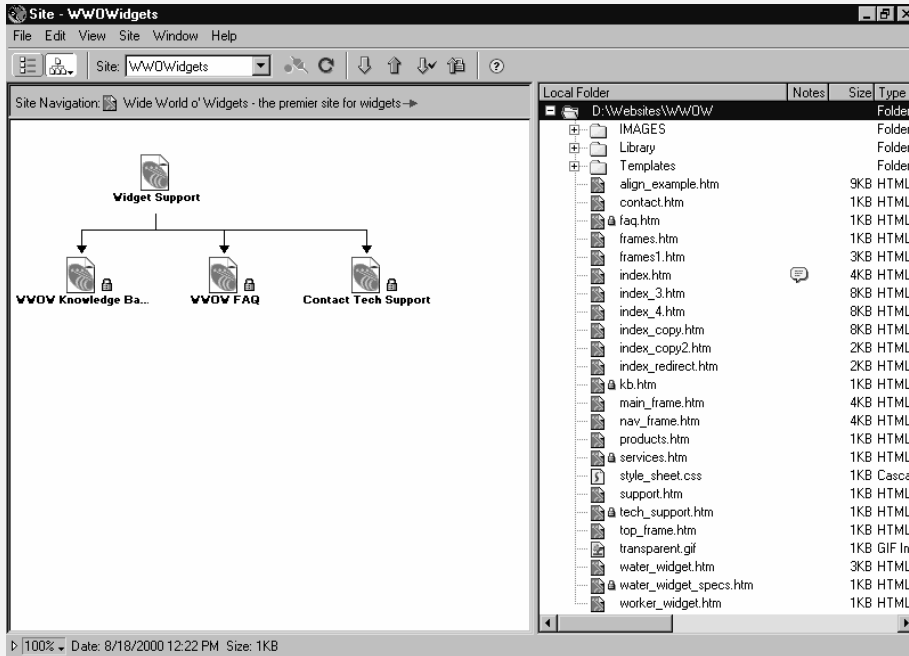 Site - WWOWidgets
File Edit View Site Window Help
Site: WWOWidgets
Site Navigation: Wide World o' Widgets - the premier site for widgets
Widget Support
WWOW Knowledge Ba...
WWOW FAQ
Contact Tech Support
Local Folder Notes Size Type
D:\Websites\WWOW Folder
IMAGES Folder
Library Folder
Templates Folder
align_example.htm 9KB HTML
contact.htm 1KB HTML
faq.htm 1KB HTML
frames.htm 1KB HTML
frames1.htm 3KB HTML
index.htm 4KB HTML
index_3.htm 8KB HTML
index_4.htm 8KB HTML
index_copy.htm 8KB HTML
index_copy2.htm 2KB HTML
index_redirect.htm 2KB HTML
kb.htm 1KB HTML
main_frame.htm 4KB HTML
nav_frame.htm 4KB HTML
products.htm 1KB HTML
services.htm 1KB HTML
style_sheet.css 1KB Casca
support.htm 1KB HTML
tech_support.htm 1KB HTML
top_frame.htm 1KB HTML
transparent.gif 1KB GIF In
water_widget.htm 3KB HTML
water_widget_specs.htm 1KB HTML
worker_widget.htm 1KB HTML
100% Date: 8/18/2000 12:22 PM Size: 1KB